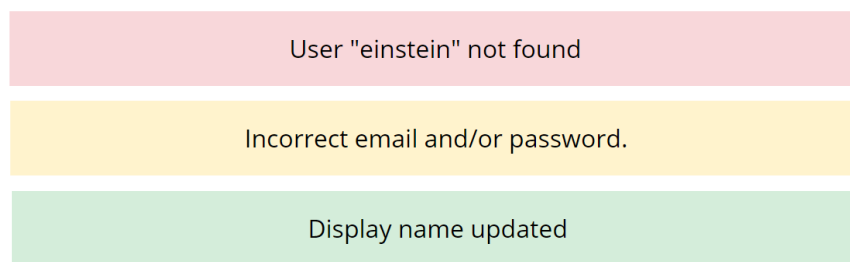 User "einstein" not found
Incorrect email and/or password.
Display name updated